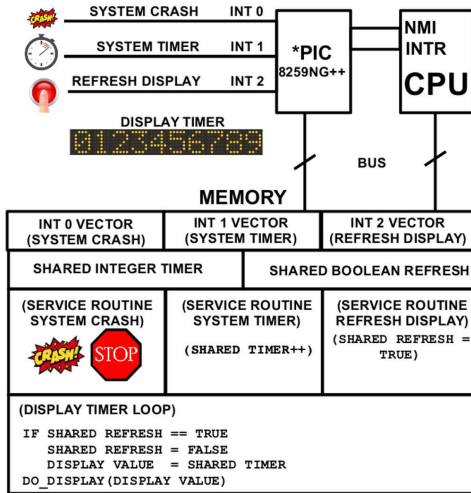 SYSTEM CRASH INT 0
SYSTEM TIMER INT 1
REFRESH DISPLAY INT 2
*PIC
8259NG++
NMI
INTR
CPU
DISPLAY TIMER
0123456789
BUS
MEMORY
INT 0 VECTOR
(SYSTEM CRASH)
INT 1 VECTOR
(SYSTEM TIMER)
INT 2 VECTOR
(REFRESH DISPLAY)
SHARED INTEGER TIMER
SHARED BOOLEAN REFRESH
(SERVICE ROUTINE
SYSTEM CRASH)
CRASH!
STOP
(SERVICE ROUTINE
SYSTEM TIMER)
(SHARED TIMER++)
(SERVICE ROUTINE
REFRESH DISPLAY)
(SHARED REFRESH =
TRUE)
(DISPLAY TIMER LOOP)
IF SHARED REFRESH == TRUE
SHARED REFRESH = FALSE
DISPLAY VALUE = SHARED TIMER
DO_DISPLAY(DISPLAY VALUE)